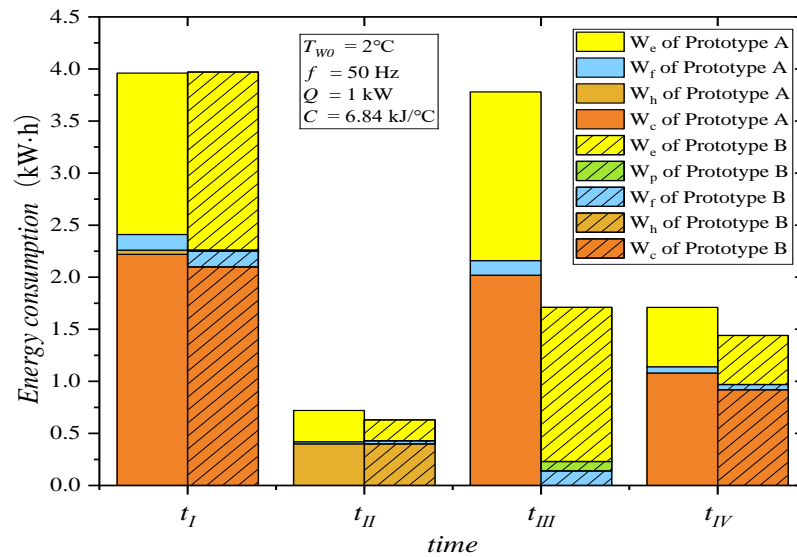 4.5
4.0
3.5
3.0
2.5
2.0
1.5
1.0
0.5
0.0
Energy consumption (kW·h)
T_W0 = 2°C
f = 50 Hz
Q = 1 kW
C = 6.84 kJ/°C
W_e of Prototype A
W_f of Prototype A
W_h of Prototype A
W_c of Prototype A
W_e of Prototype B
W_p of Prototype B
W_f of Prototype B
W_h of Prototype B
W_c of Prototype B
t_I t_II t_III t_IV
time